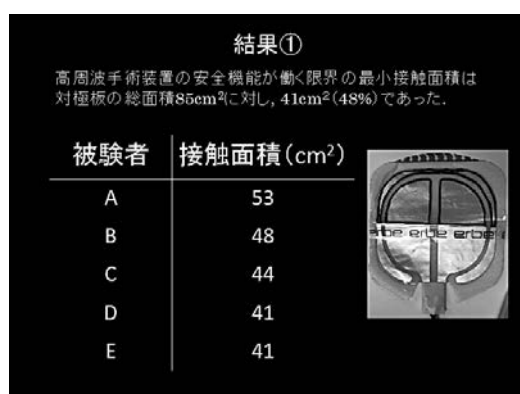 結果①
高周波手術装置の安全機能が働く限界の最小接触面積は
対極板の総面積85cm²に対し, 41cm²(48%)であった.
被験者 接触面積(cm²)
A 53
B 48
C 44
D 41
E 41
erbe erbe erbe